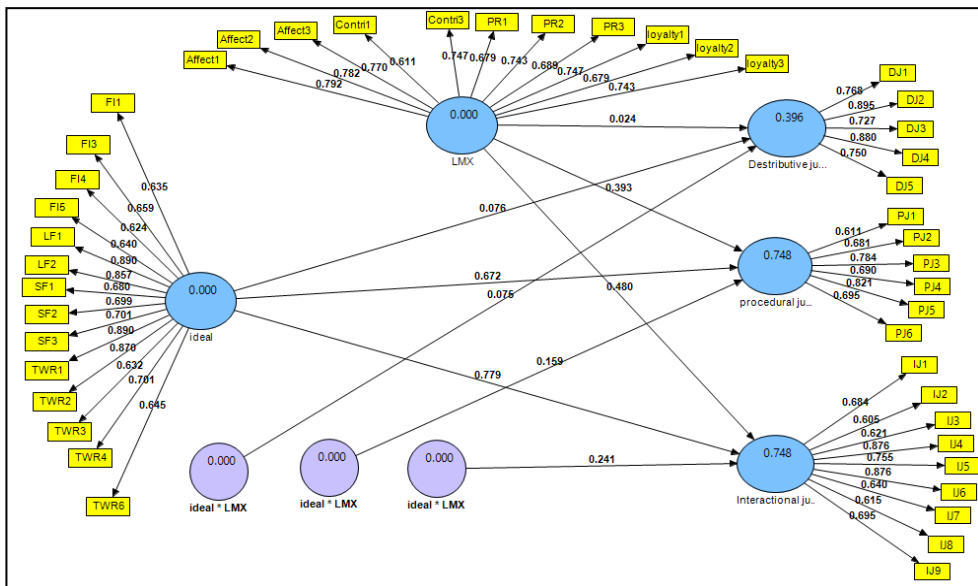 Affect1
Affect2
Affect3
Contri1
Contri3
PR1
PR2
PR3
loyalty1
loyalty2
loyalty3
0.792
0.782
0.770
0.611
0.747
0.679
0.743
0.689
0.747
0.679
0.743
0.000
LMX
FI1
FI3
FI4
FI5
LF1
LF2
SF1
SF2
SF3
TWR1
TWR2
TWR3
TWR4
TWR6
0.635
0.659
0.624
0.640
0.890
0.857
0.680
0.699
0.701
0.890
0.870
0.632
0.701
0.645
0.000
ideal
0.024
0.393
0.480
0.076
0.672
0.779
0.075
0.159
0.241
0.000
ideal * LMX
0.000
ideal * LMX
0.000
ideal * LMX
0.396
Destributive ju...
0.768
0.895
0.727
0.880
0.750
DJ1
DJ2
DJ3
DJ4
DJ5
0.748
procedural ju...
0.611
0.681
0.784
0.690
0.821
0.695
PJ1
PJ2
PJ3
PJ4
PJ5
PJ6
0.748
Interactional ju..
0.684
0.605
0.621
0.876
0.755
0.876
0.640
0.615
0.695
IJ1
IJ2
IJ3
IJ4
IJ5
IJ6
IJ7
IJ8
IJ9